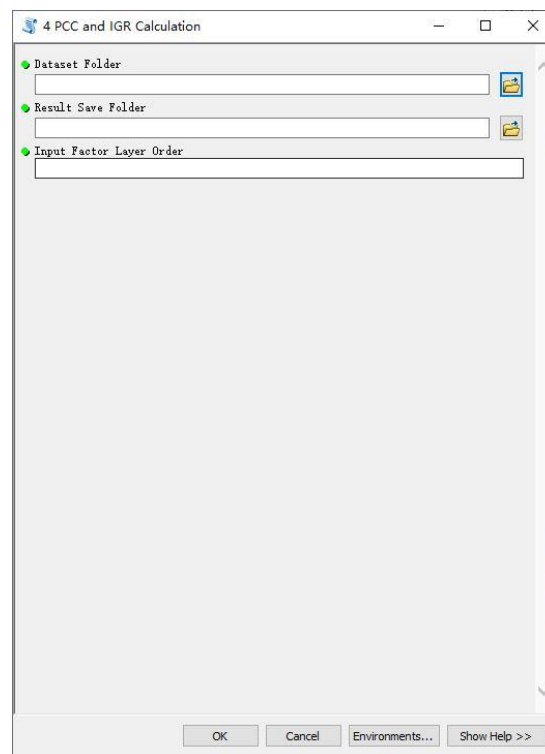 4 PCC and IGR Calculation
Dataset Folder
Result Save Folder
Input Factor Layer Order
OK Cancel Environments... Show Help >>